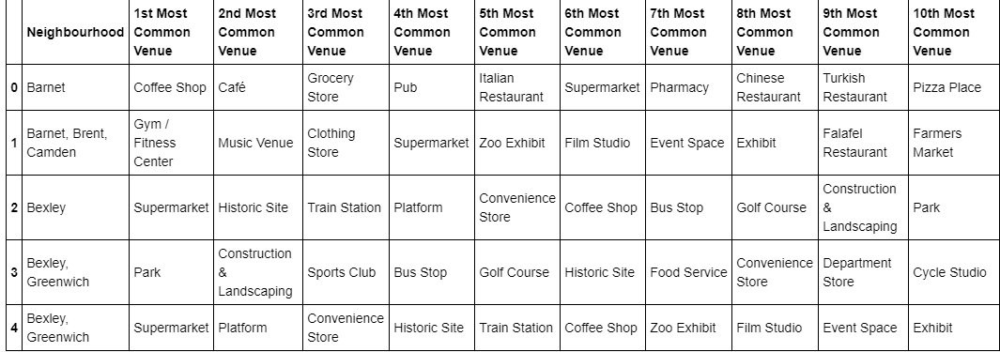 Neighbourhood 1st Most Common Venue 2nd Most Common Venue 3rd Most Common Venue 4th Most Common Venue 5th Most Common Venue 6th Most Common Venue 7th Most Common Venue 8th Most Common Venue 9th Most Common Venue 10th Most Common Venue
0 Barnet Coffee Shop Café Grocery Store Pub Italian Restaurant Supermarket Pharmacy Chinese Restaurant Turkish Restaurant Pizza Place
1 Barnet, Brent, Camden Gym / Fitness Center Music Venue Clothing Store Supermarket Zoo Exhibit Film Studio Event Space Exhibit Falafel Restaurant Farmers Market
2 Bexley Supermarket Historic Site Train Station Platform Convenience Store Coffee Shop Bus Stop Golf Course Construction & Landscaping Park
3 Bexley, Greenwich Park Construction & Landscaping Sports Club Bus Stop Golf Course Historic Site Food Service Convenience Store Department Store Cycle Studio
4 Bexley, Greenwich Supermarket Platform Convenience Store Historic Site Train Station Coffee Shop Zoo Exhibit Film Studio Event Space Exhibit